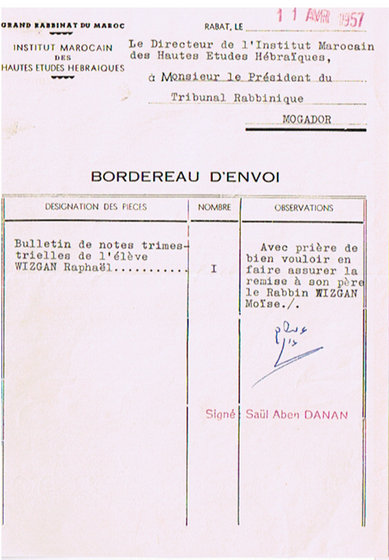 GRAND RABBINAT DU MAROC
INSTITUT MAROCAIN
DES
HAUTES ETUDES HEBRAIQUES
RABAT, LE 11 AVR 1957
Le Directeur de l'Institut Marocain
des Hautes Etudes Hébraïques,
à Monsieur le Président du
Tribunal Rabbinique
MOGADOR
BORDEREAU D'ENVOI
DESIGNATION DES PIECES NOMBRE OBSERVATIONS
Bulletin de notes trimes-
trielles de l'élève
WIZGAN Raphaël........... I
Avec prière de
bien vouloir en
faire assurer la
remise à son père
le Rabbin WIZGAN
Moïse./.
Signé Saül Aben DANAN